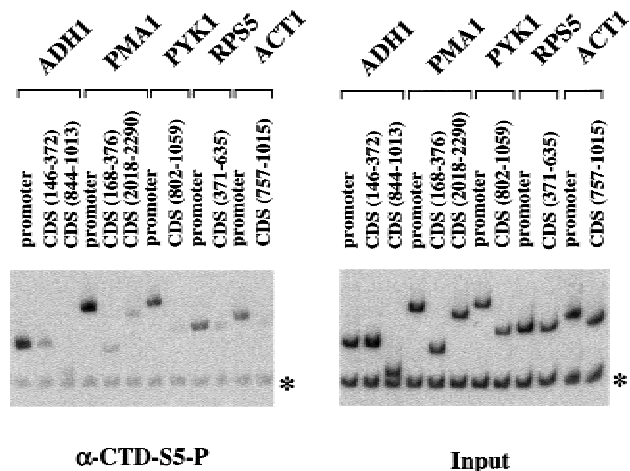 ADH1
PMA1
PYK1
RPS5
ACT1
promoter
CDS (146-372)
CDS (844-1013)
promoter
CDS (168-376)
CDS (2018-2290)
promoter
CDS (802-1059)
promoter
CDS (371-635)
promoter
CDS (757-1015)
*
α-CTD-S5-P
ADH1
PMA1
PYK1
RPS5
ACT1
promoter
CDS (146-372)
CDS (844-1013)
promoter
CDS (168-376)
CDS (2018-2290)
promoter
CDS (802-1059)
promoter
CDS (371-635)
promoter
CDS (757-1015)
*
Input